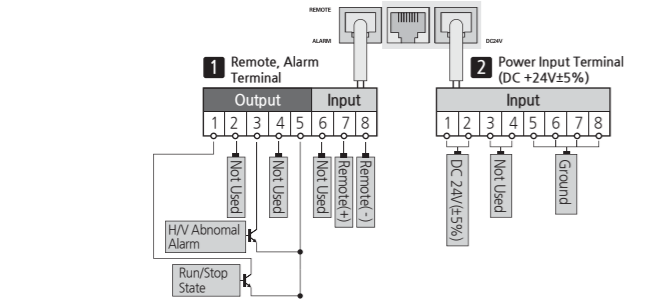 REMOTE
ALARM
DC24V
1 Remote, Alarm
Terminal
2 Power Input Terminal
(DC +24V±5%)
Output Input
1 2 3 4 5 6 7 8
Input
1 2 3 4 5 6 7 8
Not Used
Not Used
Not Used
Remote(+)
Remote(-)
DC 24V(±5%)
Not Used
Ground
H/V Abnomal
Alarm
Run/Stop
State